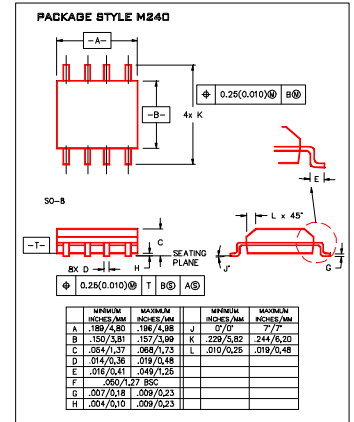 PACKAGE STYLE M240
-A-
-B-
4x K
⌖ 0.25(0.010)Ⓜ BⓂ
E
SO-8
L x 45°
-T-
C
SEATING PLANE
8X D
H
J
G
⌖ 0.25(0.010)Ⓜ T BⓈ AⓈ
MINIMUM INCHES/MM MAXIMUM INCHES/MM MINIMUM INCHES/MM MAXIMUM INCHES/MM
A .189/4,80 .196/4,98 J 0°/0° 7°/7°
B .150/3,81 .157/3,99 K .229/5,82 .244/6,20
C .054/1,37 .068/1,73 L .010/0,25 .019/0,48
D .014/0,36 .019/0,48
E .016/0,41 .049/1,25
F .050/1,27 BSC
G .007/0,18 .009/0,23
H .004/0,10 .009/0,23